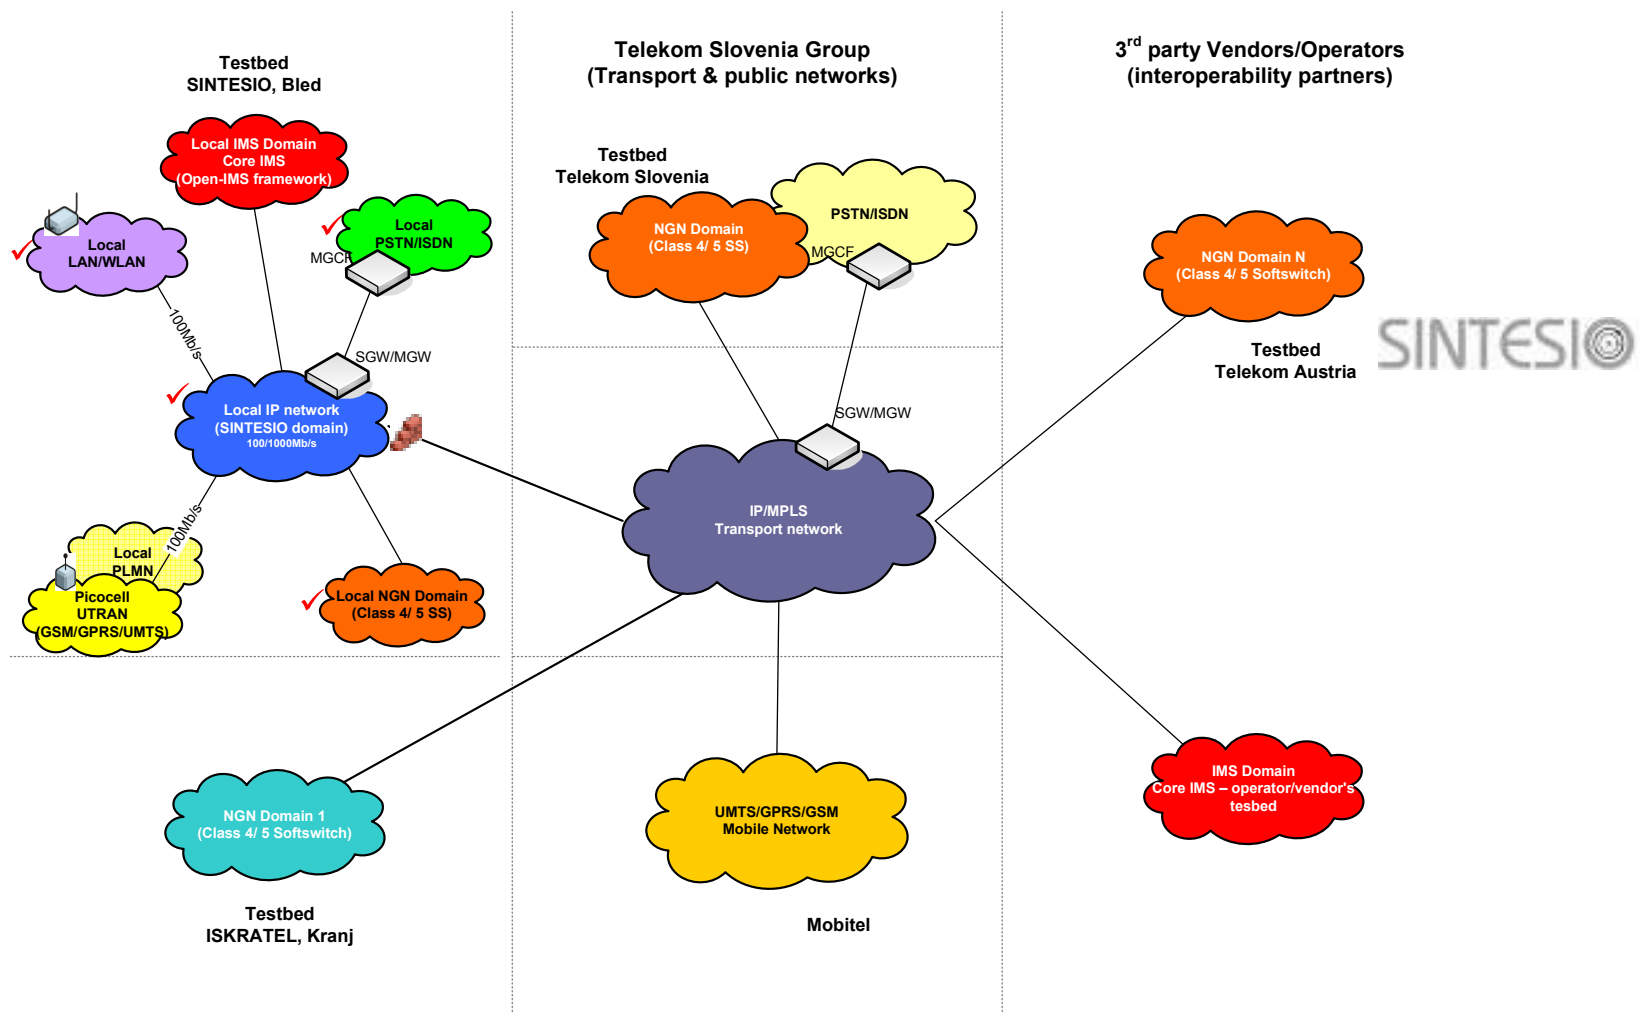 Testbed
SINTESIO, Bled
Local IMS Domain
Core IMS
(Open-IMS framework)
Local
LAN/WLAN
Local
PSTN/ISDN
MGCF
100Mb/s
SGW/MGW
Local IP network
(SINTESIO domain)
100/1000Mb/s
100Mb/s
Local
PLMN
Picocell
UTRAN
(GSM/GPRS/UMTS)
Local NGN Domain
(Class 4/ 5 SS)
NGN Domain 1
(Class 4/ 5 Softswitch)
Testbed
ISKRATEL, Kranj
Telekom Slovenia Group
(Transport & public networks)
Testbed
Telekom Slovenia
NGN Domain
(Class 4/ 5 SS)
PSTN/ISDN
MGCF
SGW/MGW
IP/MPLS
Transport network
UMTS/GPRS/GSM
Mobile Network
Mobitel
3rd party Vendors/Operators
(interoperability partners)
NGN Domain N
(Class 4/ 5 Softswitch)
Testbed
Telekom Austria
SINTESIO
IMS Domain
Core IMS – operator/vendor's
tesbed